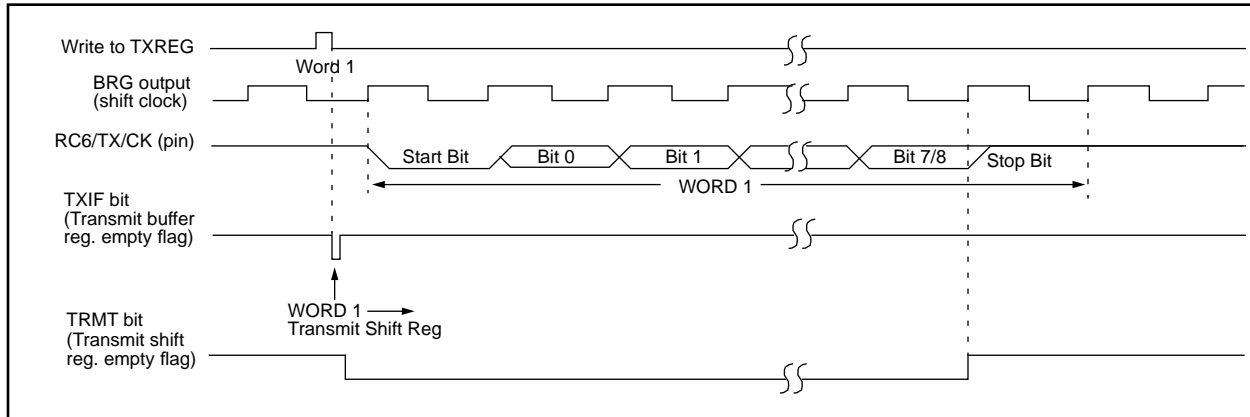 Write to TXREG
Word 1
BRG output
(shift clock)
RC6/TX/CK (pin)
Start Bit
Bit 0
Bit 1
Bit 7/8
Stop Bit
WORD 1
TXIF bit
(Transmit buffer
reg. empty flag)
WORD 1
Transmit Shift Reg
TRMT bit
(Transmit shift
reg. empty flag)